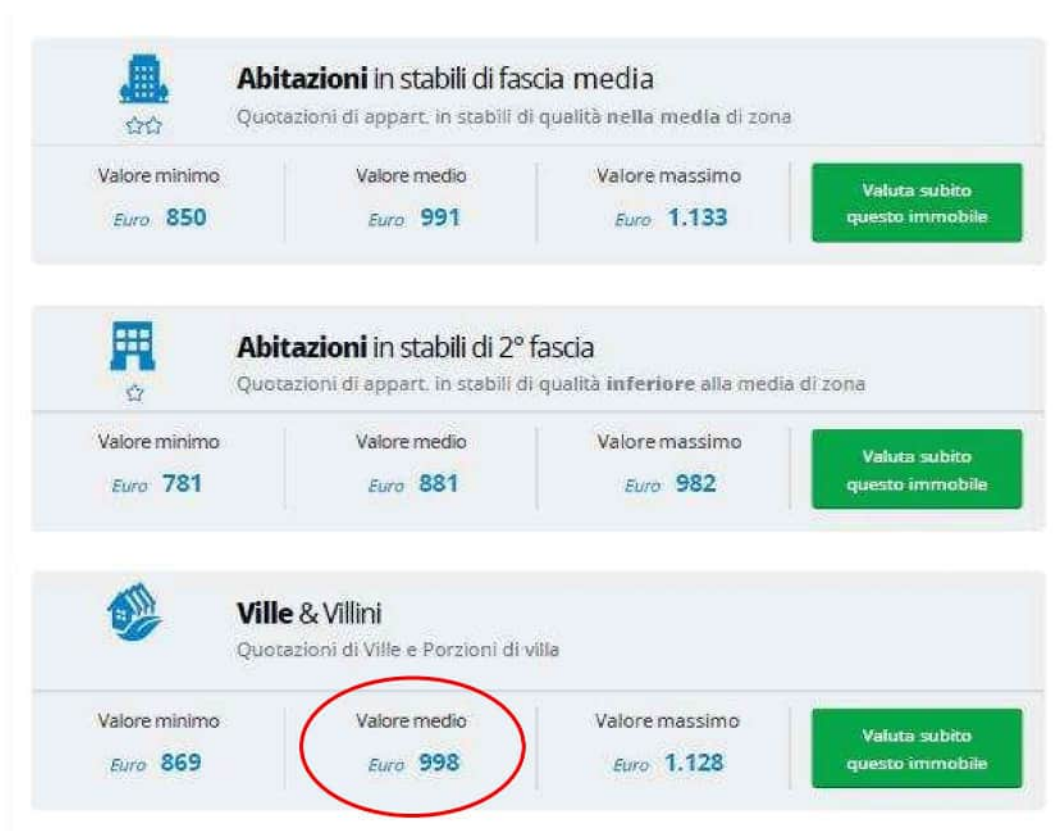 Abitazioni in stabili di fascia media
Quotazioni di appart. in stabili di qualità nella media di zona
Valore minimo
Valore medio
Valore massimo
Euro 850
Euro 991
Euro 1.133
Valuta subito
questo immobile
Abitazioni in stabili di 2° fascia
Quotazioni di appart. in stabili di qualità inferiore alla media di zona
Valore minimo
Valore medio
Valore massimo
Euro 781
Euro 881
Euro 982
Valuta subito
questo immobile
Ville & Villini
Quotazioni di Ville e Porzioni di villa
Valore minimo
Valore medio
Valore massimo
Euro 869
Euro 998
Euro 1.128
Valuta subito
questo immobile